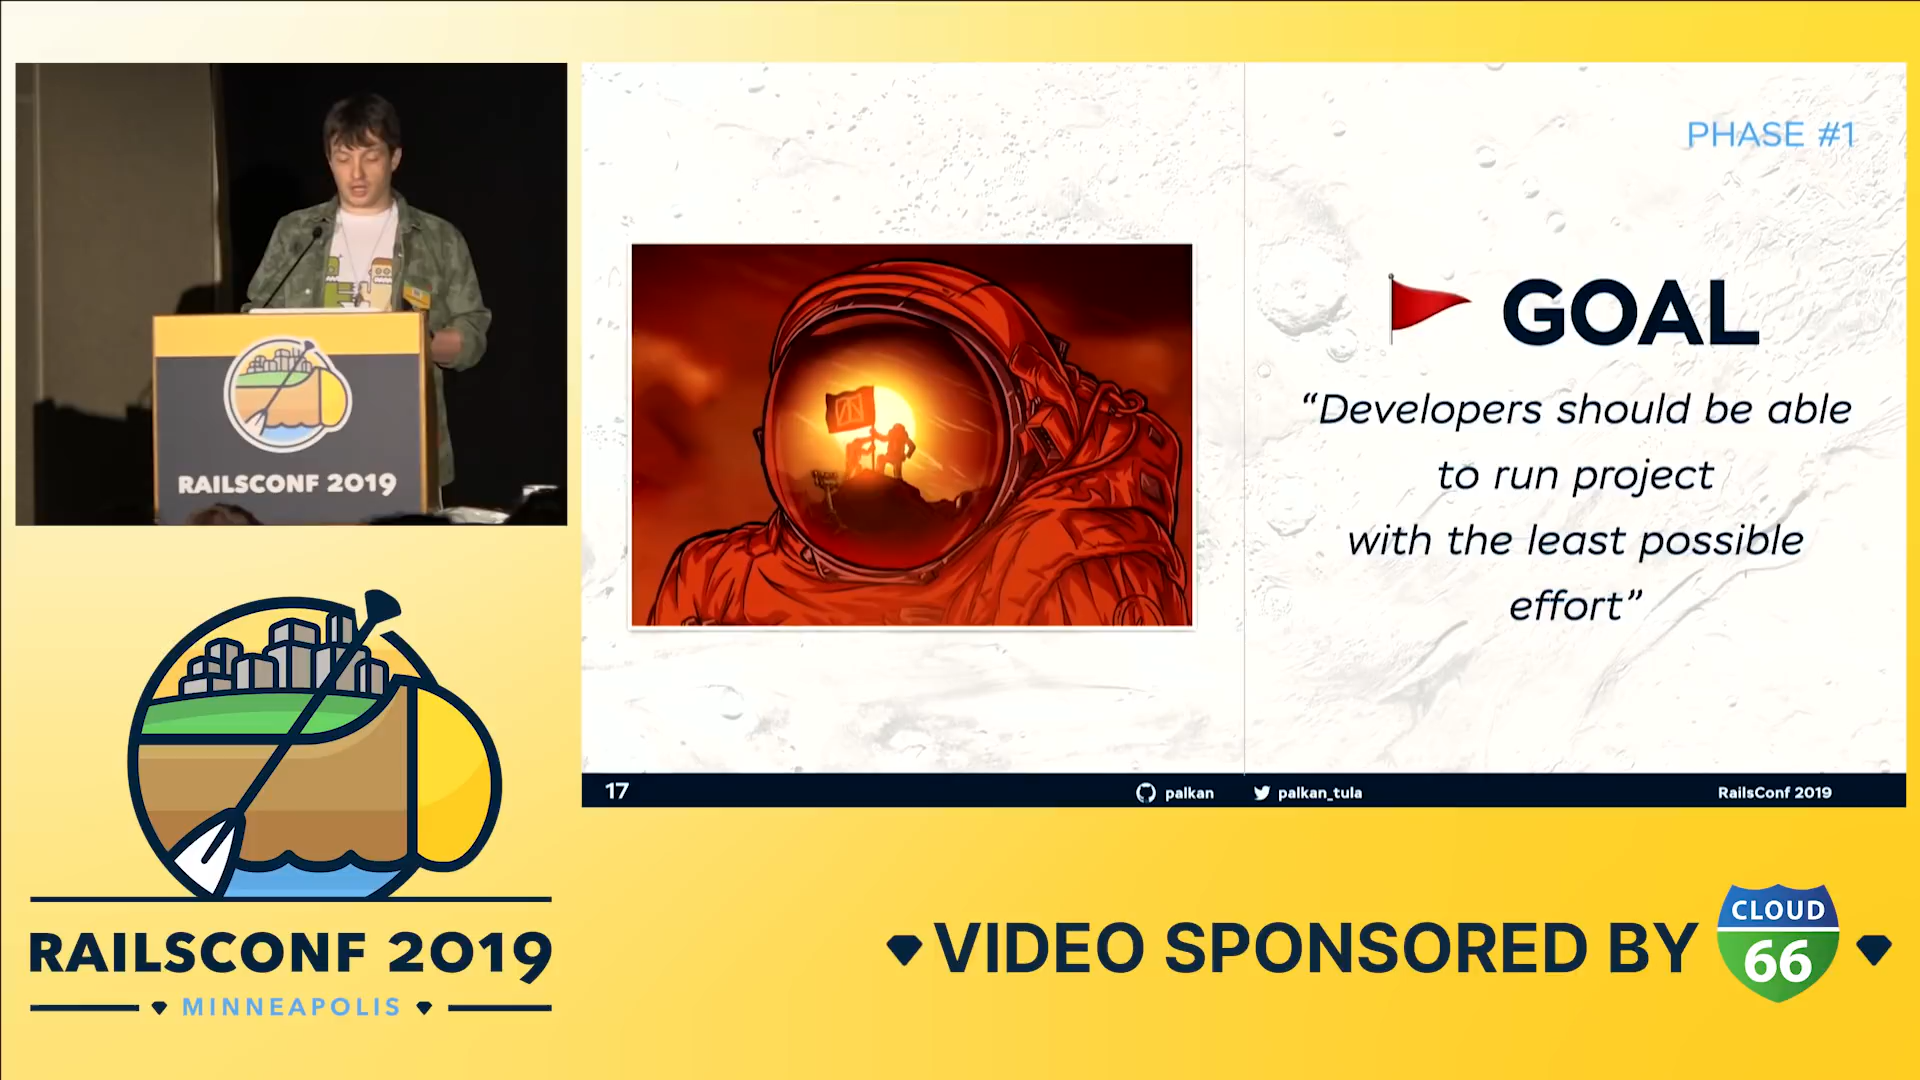 RAILSCONF 2019
PHASE #1
GOAL
“Developers should be able
to run project
with the least possible
effort”
17
palkan
palkan_tula
RailsConf 2019
RAILSCONF 2019
MINNEAPOLIS
VIDEO SPONSORED BY
CLOUD
66